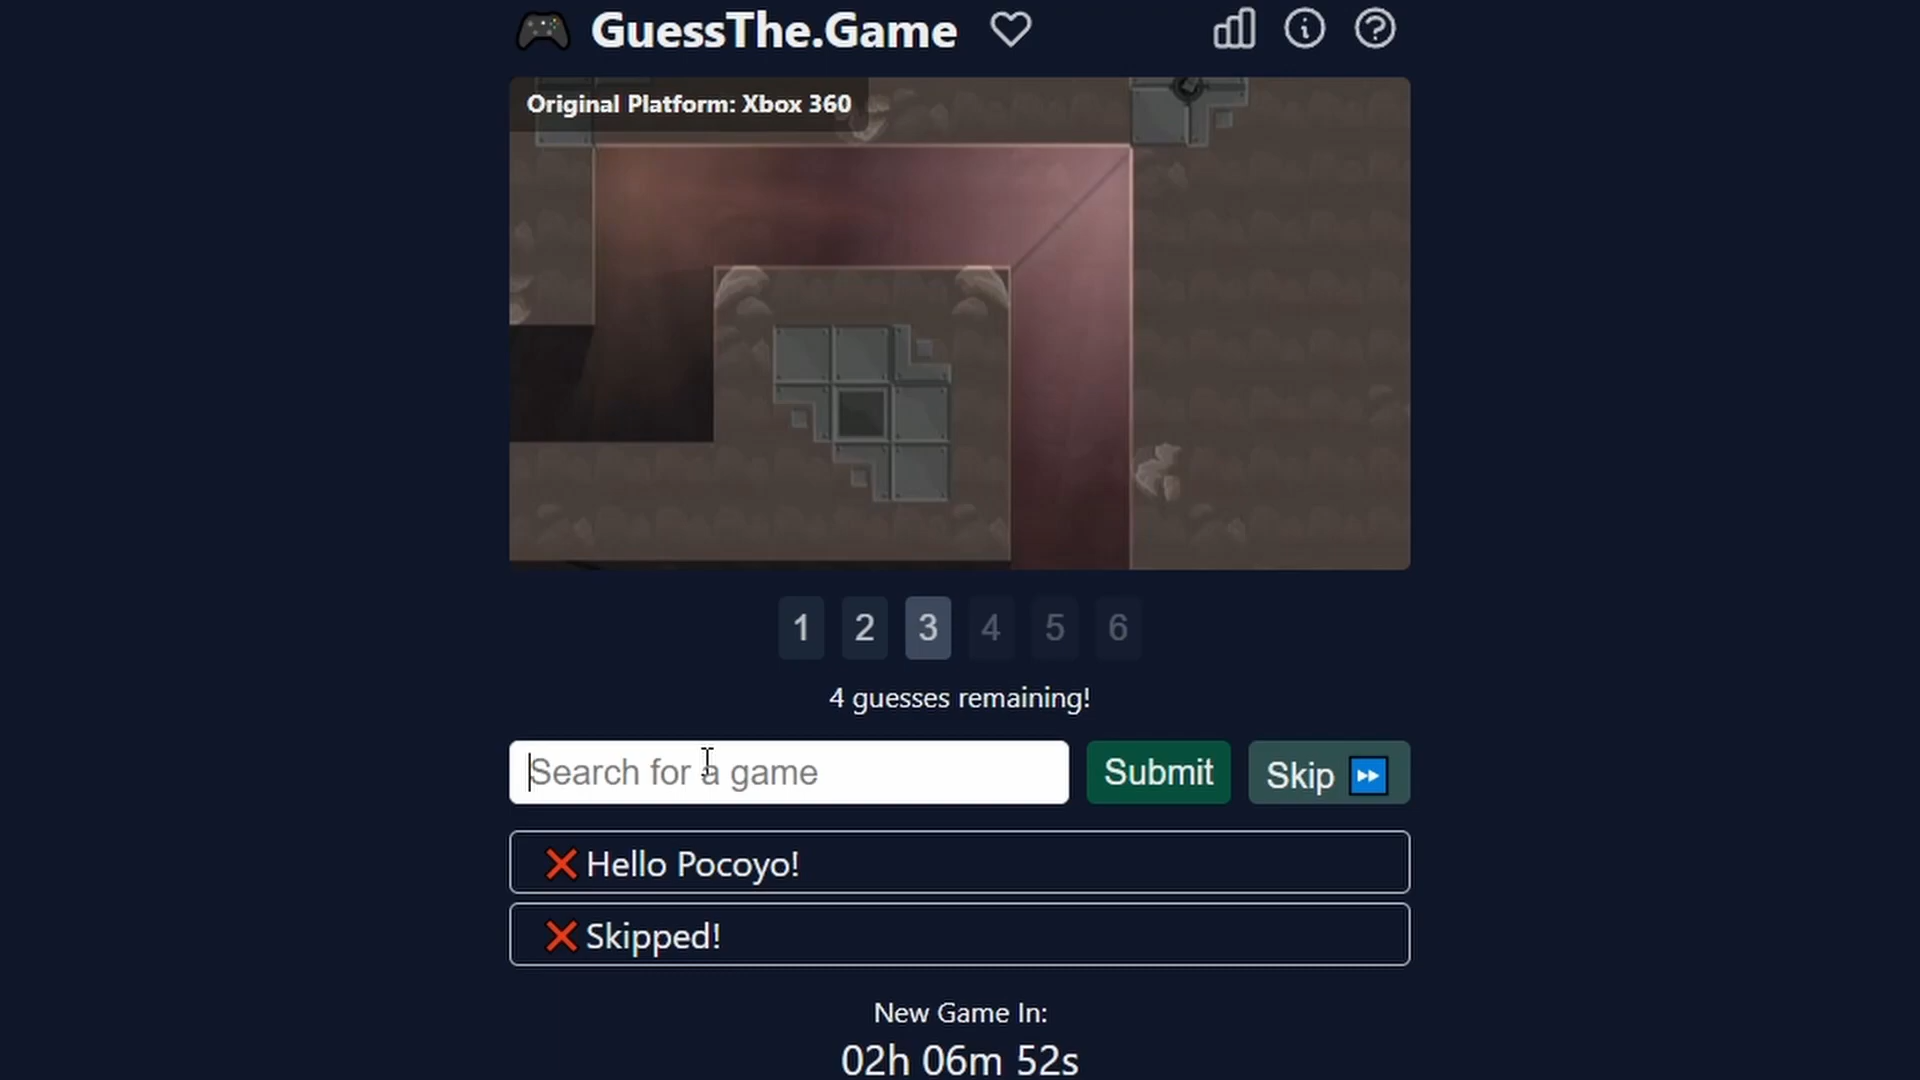 GuessThe.Game
Original Platform: Xbox 360
1 2 3 4 5 6
4 guesses remaining!
Search for a game
Submit
Skip
Hello Pocoyo!
Skipped!
New Game In:
02h 06m 52s